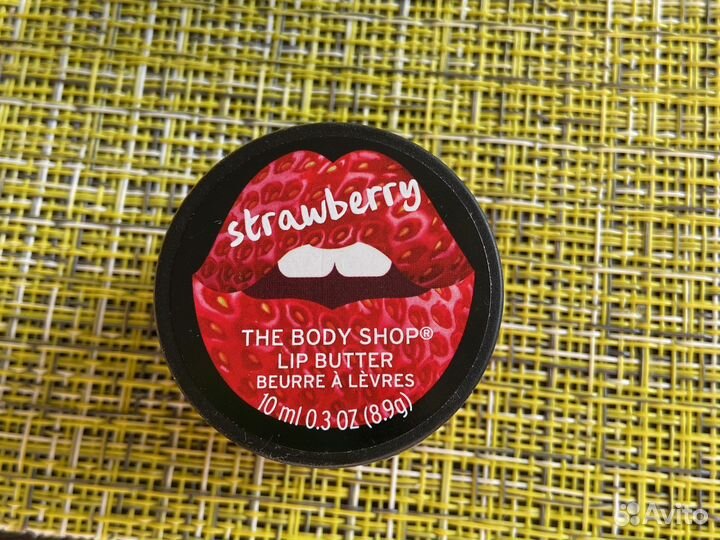 strawberry
THE BODY SHOP®
LIP BUTTER
BEURRE À LÈVRES
10 ml 0.3 OZ (8.9g)
Avito